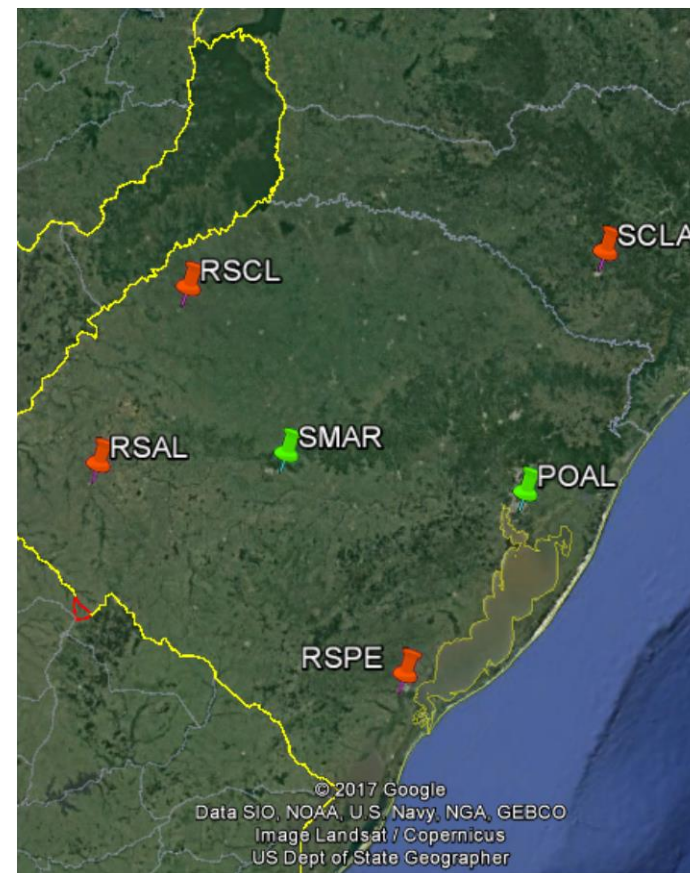 SCLA
RSCL
SMAR
RSAL
POAL
RSPE
© 2017 Google
Data SIO, NOAA, U.S. Navy, NGA, GEBCO
Image Landsat / Copernicus
US Dept of State Geographer